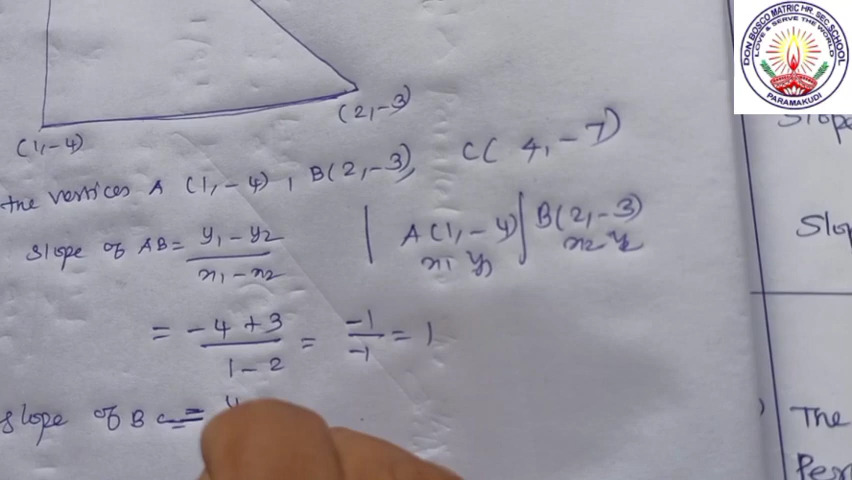 DON BOSCO MATRIC HR. SEC. SCHOOL
LOVE & SERVE THE WORLD
PARAMAKUDI
(2,-3)
(1,-4)
the vertices A (1,-4), B(2,-3), C( 4,-7)
Slope of AB = y₁ - y₂ / x₁ - x₂ | A(1,-4) | B(2,-3)
x₁ y₁ x₂ y₂
= -4 + 3 / 1 - 2 = -1 / -1 = 1
Slope of BC =
Slope
The